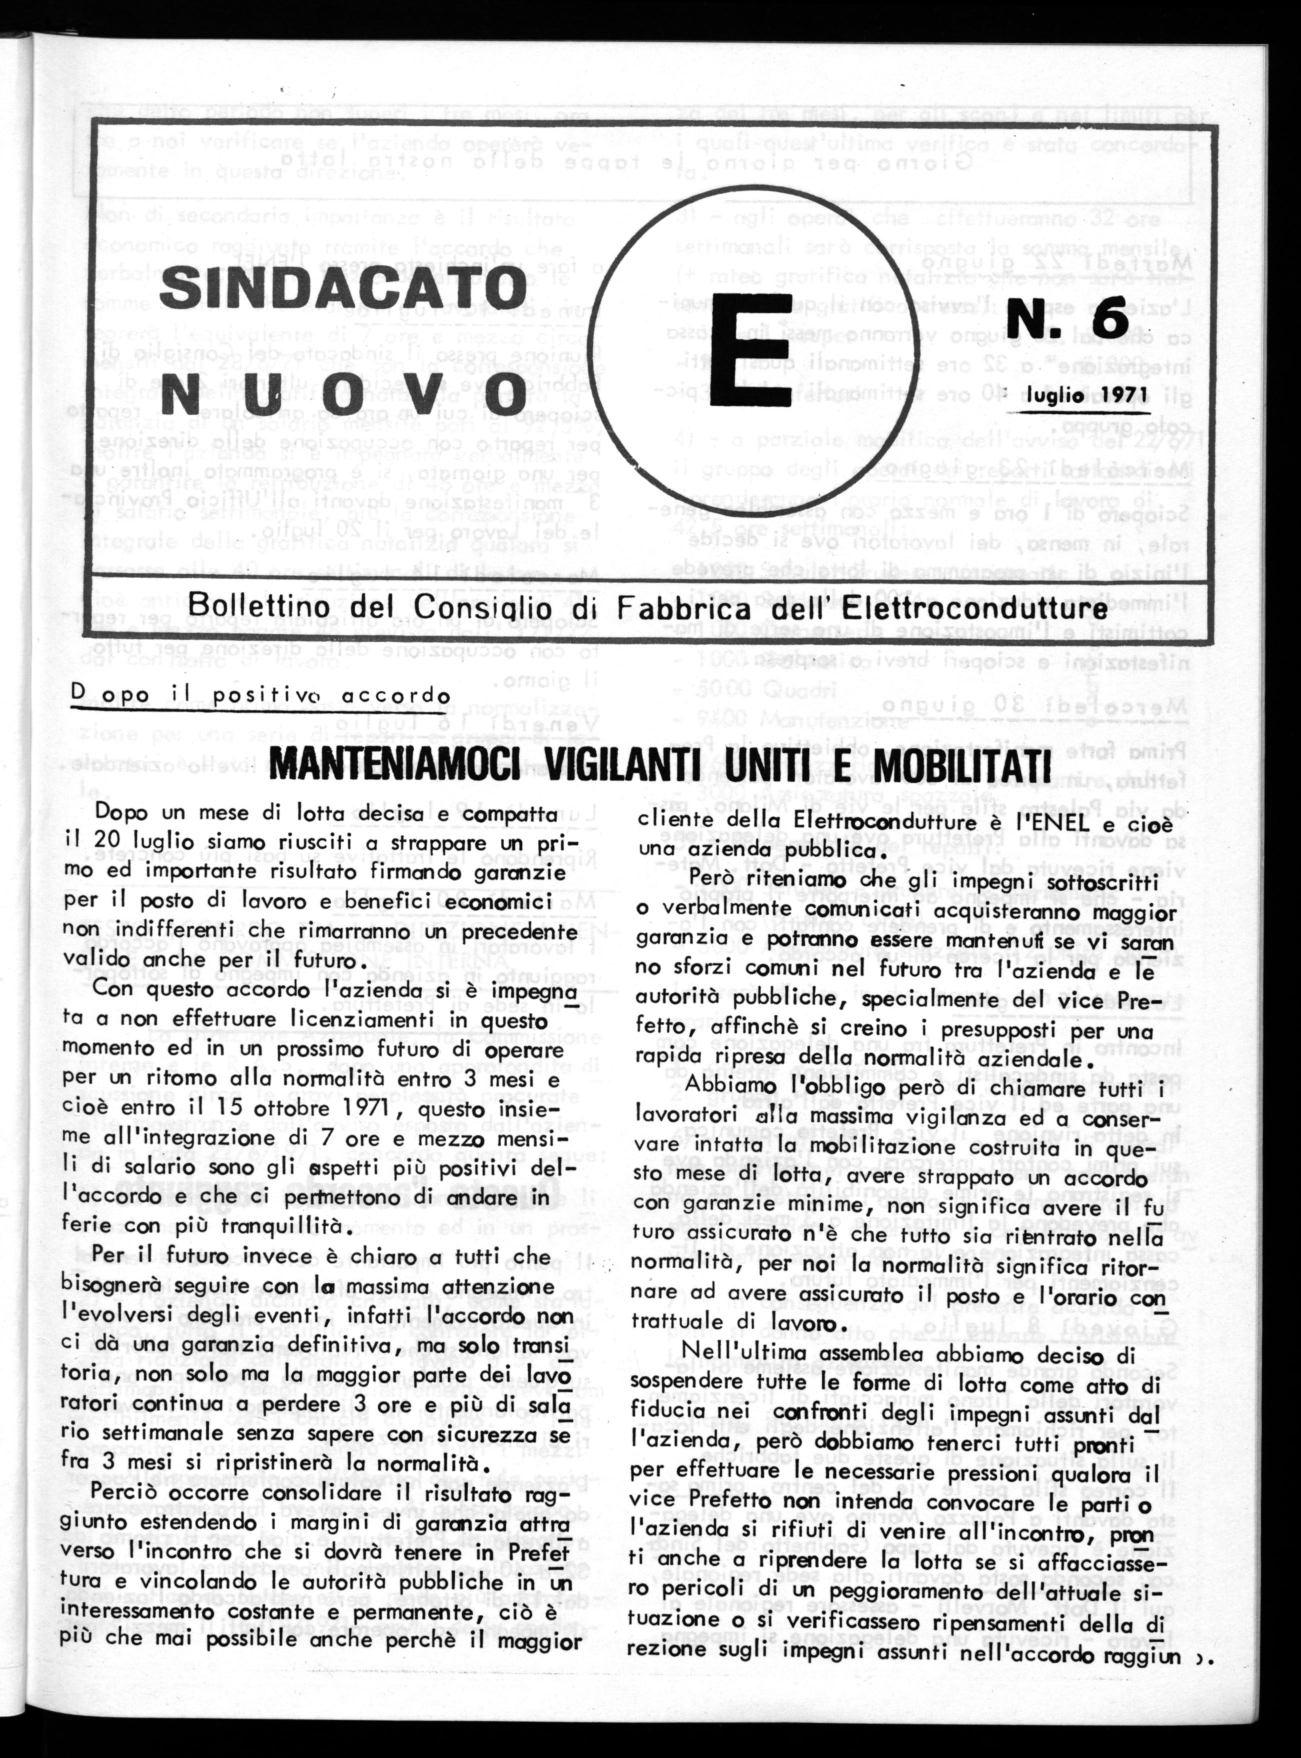 SINDACATO
NUOVO
E
N. 6
luglio 1971
Bollettino del Consiglio di Fabbrica dell'Elettrocondutture
Dopo il positivo accordo
MANTENIAMOCI VIGILANTI UNITI E MOBILITATI
Dopo un mese di lotta decisa e compatta
il 20 luglio siamo riusciti a strappare un pri-
mo ed importante risultato firmando garanzie
per il posto di lavoro e benefici economici
non indifferenti che rimarranno un precedente
valido anche per il futuro.
Con questo accordo l'azienda si è impegna
ta a non effettuare licenziamenti in questo
momento ed in un prossimo futuro di operare
per un ritorno alla normalità entro 3 mesi e
cioè entro il 15 ottobre 1971, questo insie-
me all'integrazione di 7 ore e mezzo mensi-
li di salario sono gli aspetti più positivi del-
l'accordo e che ci permettono di andare in
ferie con più tranquillità.
Per il futuro invece è chiaro a tutti che
bisognerà seguire con la massima attenzione
l'evolversi degli eventi, infatti l'accordo non
ci dà una garanzia definitiva, ma solo transi
toria, non solo ma la maggior parte dei lavo
ratori continua a perdere 3 ore e più di sala
rio settimanale senza sapere con sicurezza se
fra 3 mesi si ripristinerà la normalità.
Perciò occorre consolidare il risultato rag-
giunto estendendo i margini di garanzia attra
verso l'incontro che si dovrà tenere in Prefet
tura e vincolando le autorità pubbliche in un
interessamento costante e permanente, ciò è
più che mai possibile anche perchè il maggior
cliente della Elettrocondutture è l'ENEL e cioè
una azienda pubblica.
Però riteniamo che gli impegni sottoscritti
o verbalmente comunicati acquisteranno maggior
garanzia e potranno essere mantenuti se vi saran
no sforzi comuni nel futuro tra l'azienda e le
autorità pubbliche, specialmente del vice Pre-
fetto, affinchè si creino i presupposti per una
rapida ripresa della normalità aziendale.
Abbiamo l'obbligo però di chiamare tutti i
lavoratori alla massima vigilanza ed a conser-
vare intatta la mobilitazione costruita in que-
sto mese di lotta, avere strappato un accordo
con garanzie minime, non significa avere il fu
turo assicurato n'è che tutto sia rientrato nella
normalità, per noi la normalità significa ritor-
nare ad avere assicurato il posto e l'orario con
trattuale di lavoro.
Nell'ultima assemblea abbiamo deciso di
sospendere tutte le forme di lotta come atto di
fiducia nei confronti degli impegni assunti dal
l'azienda, però dobbiamo tenerci tutti pronti
per effettuare le necessarie pressioni qualora il
vice Prefetto non intenda convocare le parti o
l'azienda si rifiuti di venire all'incontro, pron
ti anche a riprendere la lotta se si affacciasse-
ro pericoli di un peggioramento dell'attuale si-
tuazione o si verificassero ripensamenti della di
rezione sugli impegni assunti nell'accordo raggiun